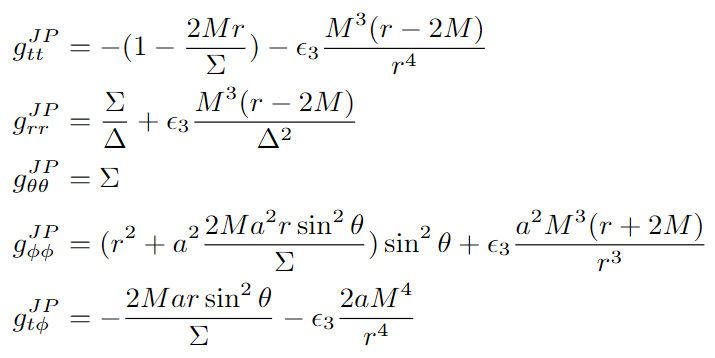 g_{tt}^{JP} = -(1 - \frac{2Mr}{\Sigma}) - \epsilon_3 \frac{M^3(r - 2M)}{r^4}
g_{rr}^{JP} = \frac{\Sigma}{\Delta} + \epsilon_3 \frac{M^3(r - 2M)}{\Delta^2}
g_{\theta\theta}^{JP} = \Sigma
g_{\phi\phi}^{JP} = (r^2 + a^2 \frac{2Ma^2 r \sin^2 \theta}{\Sigma}) \sin^2 \theta + \epsilon_3 \frac{a^2 M^3(r + 2M)}{r^3}
g_{t\phi}^{JP} = -\frac{2Mar \sin^2 \theta}{\Sigma} - \epsilon_3 \frac{2aM^4}{r^4}